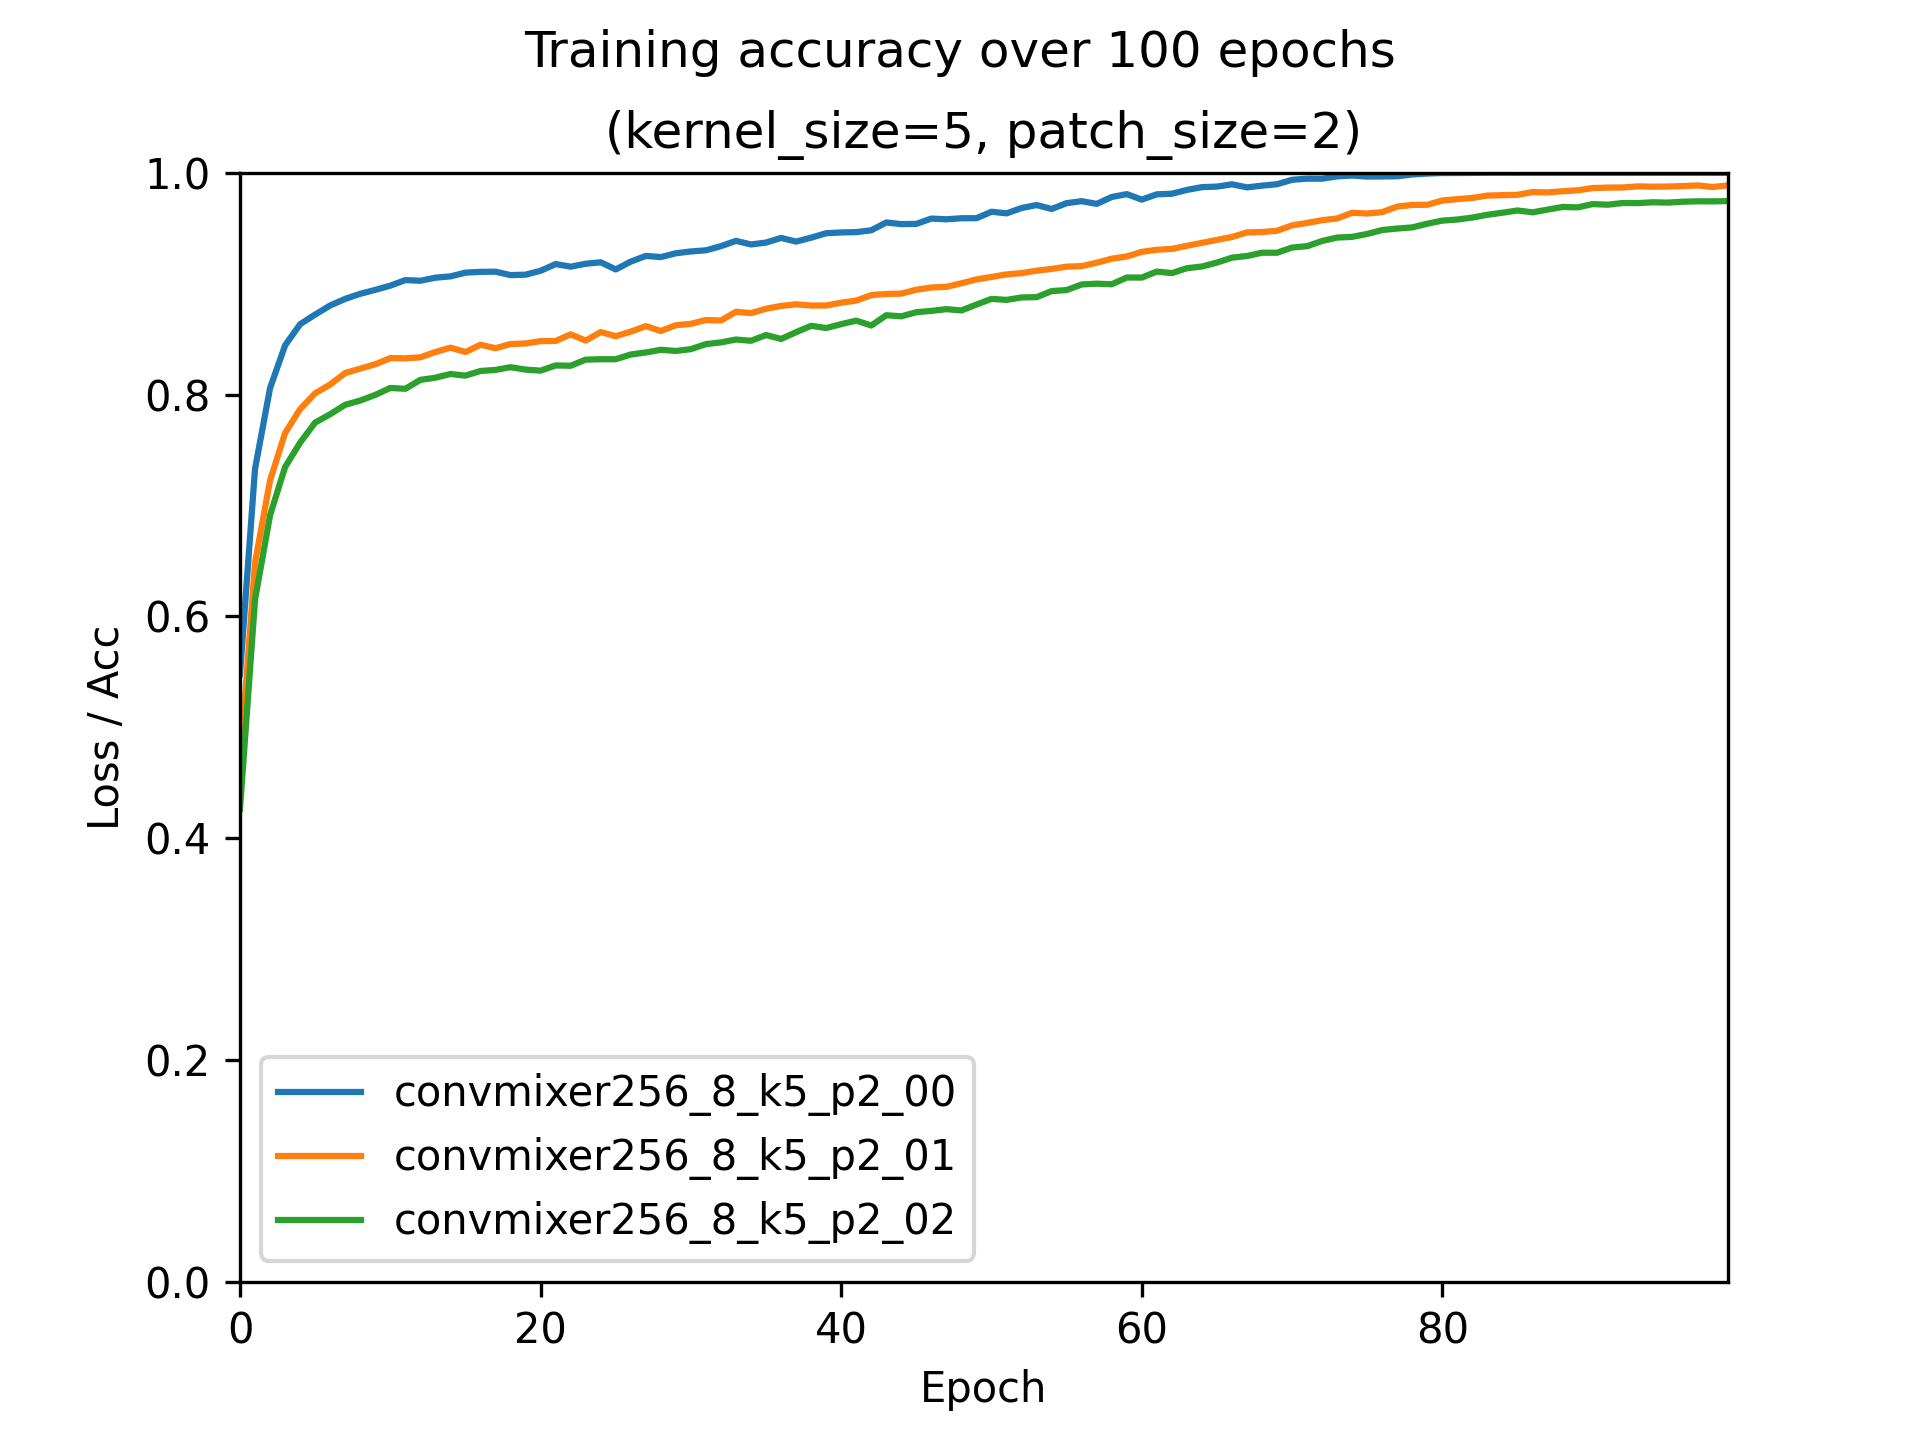 Training accuracy over 100 epochs
(kernel_size=5, patch_size=2)
1.0
0.8
0.6
0.4
0.2
0.0
Loss / Acc
convmixer256_8_k5_p2_00
convmixer256_8_k5_p2_01
convmixer256_8_k5_p2_02
0 20 40 60 80
Epoch